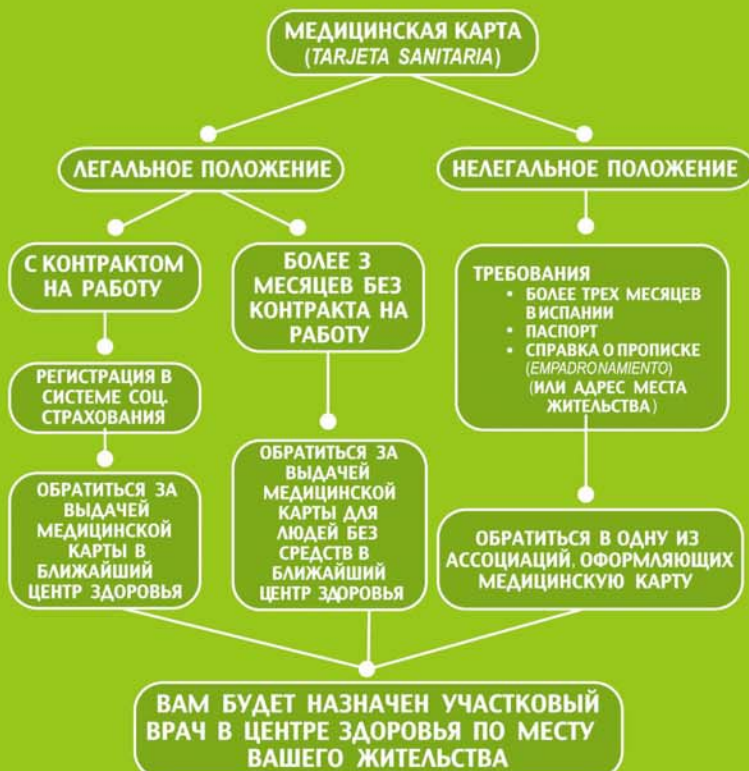 МЕДИЦИНСКАЯ КАРТА
(TARJETA SANITARIA)
ЛЕГАЛЬНОЕ ПОЛОЖЕНИЕ
НЕЛЕГАЛЬНОЕ ПОЛОЖЕНИЕ
С КОНТРАКТОМ
НА РАБОТУ
БОЛЕЕ 3
МЕСЯЦЕВ БЕЗ
КОНТРАКТА НА
РАБОТУ
ТРЕБОВАНИЯ
• БОЛЕЕ ТРЕХ МЕСЯЦЕВ
В ИСПАНИИ
• ПАСПОРТ
• СПРАВКА О ПРОПИСКЕ
(EMPADRONAMIENTO)
(ИЛИ АДРЕС МЕСТА
ЖИТЕЛЬСТВА)
РЕГИСТРАЦИЯ В
СИСТЕМЕ СОЦ.
СТРАХОВАНИЯ
ОБРАТИТЬСЯ ЗА
ВЫДАЧЕЙ
МЕДИЦИНСКОЙ
КАРТЫ В
БЛИЖАЙШИЙ
ЦЕНТР ЗДОРОВЬЯ
ОБРАТИТЬСЯ ЗА
ВЫДАЧЕЙ
МЕДИЦИНСКОЙ
КАРТЫ ДЛЯ
ЛЮДЕЙ БЕЗ
СРЕДСТВ В
БЛИЖАЙШИЙ
ЦЕНТР ЗДОРОВЬЯ
ОБРАТИТЬСЯ В ОДНУ ИЗ
АССОЦИАЦИЙ, ОФОРМЛЯЮЩИХ
МЕДИЦИНСКУЮ КАРТУ
ВАМ БУДЕТ НАЗНАЧЕН УЧАСТКОВЫЙ
ВРАЧ В ЦЕНТРЕ ЗДОРОВЬЯ ПО МЕСТУ
ВАШЕГО ЖИТЕЛЬСТВА